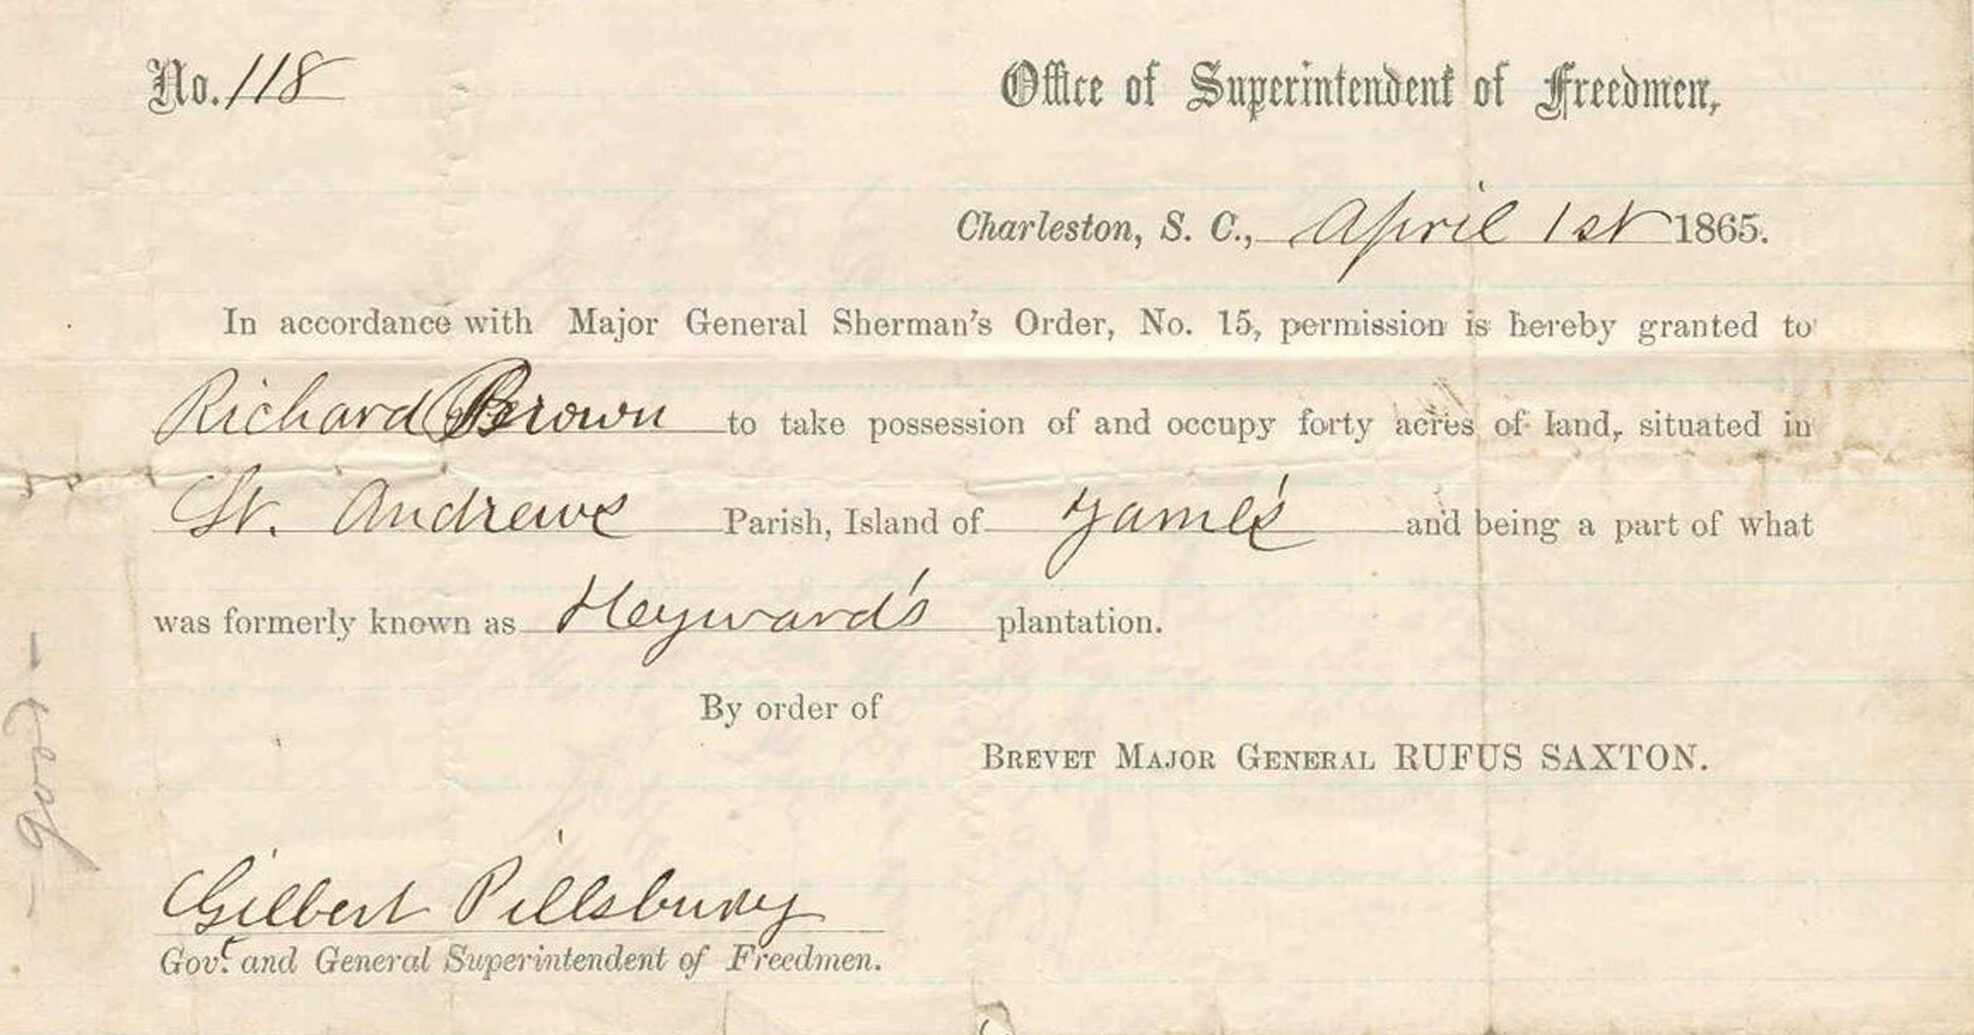 No. 118
Office of Superintendent of Freedmen,
Charleston, S. C., April 1st 1865.
In accordance with Major General Sherman's Order, No. 15, permission is hereby granted to
Richard Brown to take possession of and occupy forty acres of land, situated in
St. Andrews Parish, Island of James and being a part of what
was formerly known as Heyward's plantation.
By order of
BREVET MAJOR GENERAL RUFUS SAXTON.
Gilbert Pillsbury
Govt. and General Superintendent of Freedmen.
good